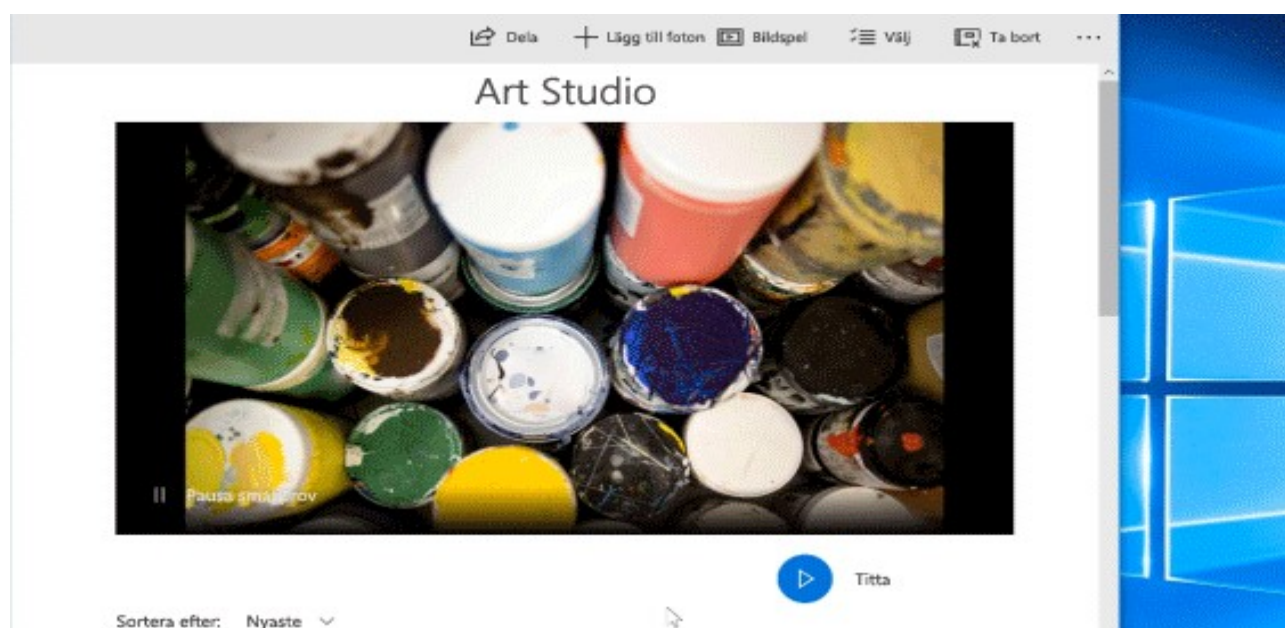 Dela Lägg till foton Bildspel Välj Ta bort ...
Art Studio
Pausa smakprov
Titta
Sortera efter: Nyaste